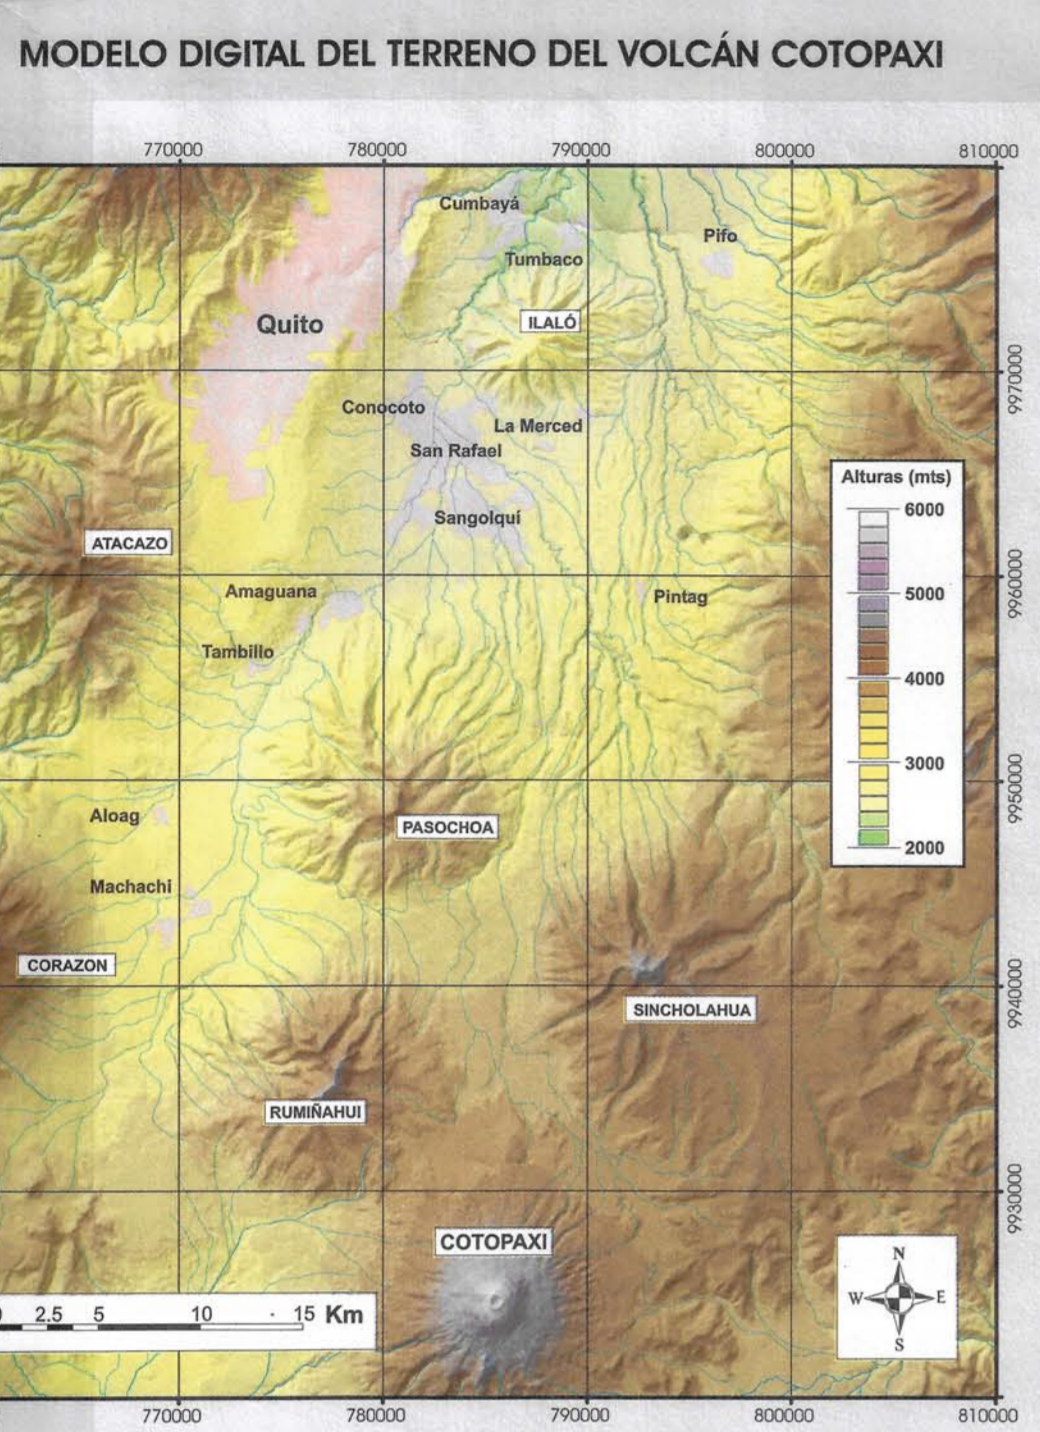 MODELO DIGITAL DEL TERRENO DEL VOLCÁN COTOPAXI
770000 780000 790000 800000 810000
Cumbayá
Pifo
Tumbaco
Quito
ILALÓ
9970000
Conocoto
La Merced
San Rafael
Alturas (mts)
6000
Sangolquí
ATACAZO
Amaguana
Pintag
5000
9960000
Tambillo
4000
3000
9950000
Aloag
PASOCHOA
2000
Machachi
CORAZON
9940000
SINCHOLAHUA
RUMIÑAHUI
9930000
COTOPAXI
N
W E
S
0 2.5 5 10 15 Km
770000 780000 790000 800000 810000